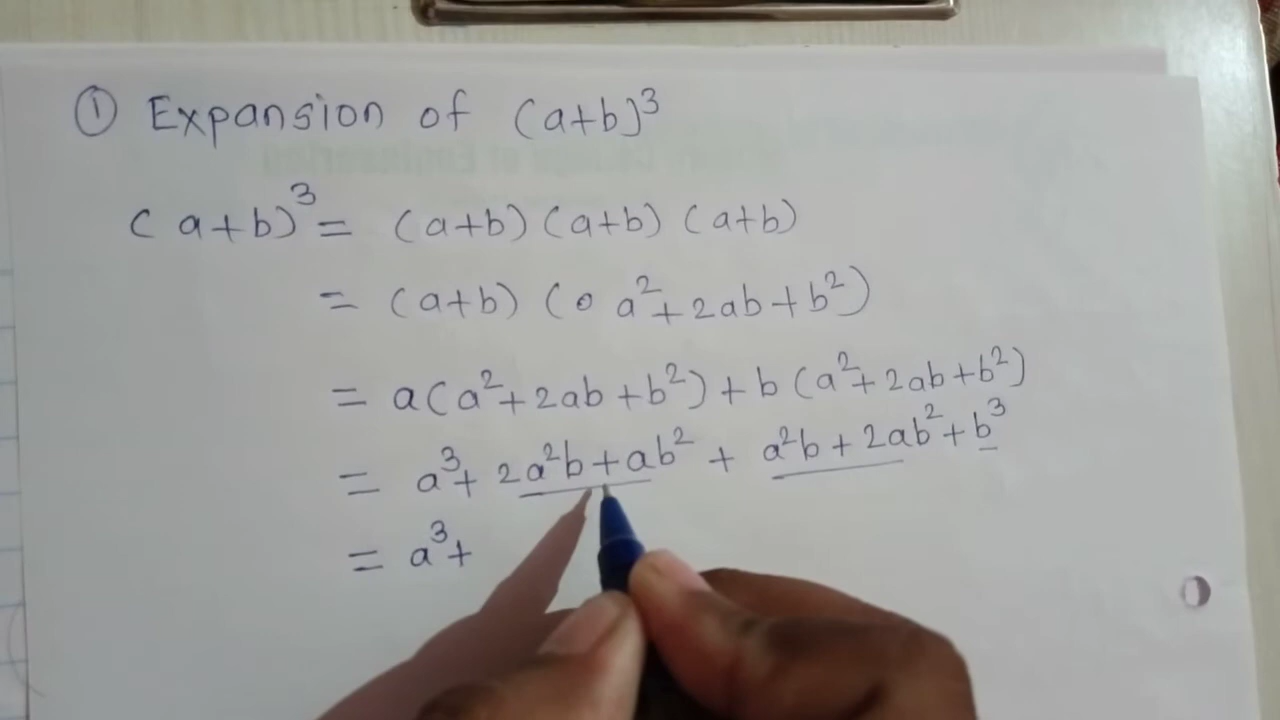 ① Expansion of (a+b)³
(a+b)³ = (a+b)(a+b)(a+b)
= (a+b)(a²+2ab+b²)
= a(a²+2ab+b²)+b(a²+2ab+b²)
= a³+2a²b+ab²+a²b+2ab²+b³
= a³+